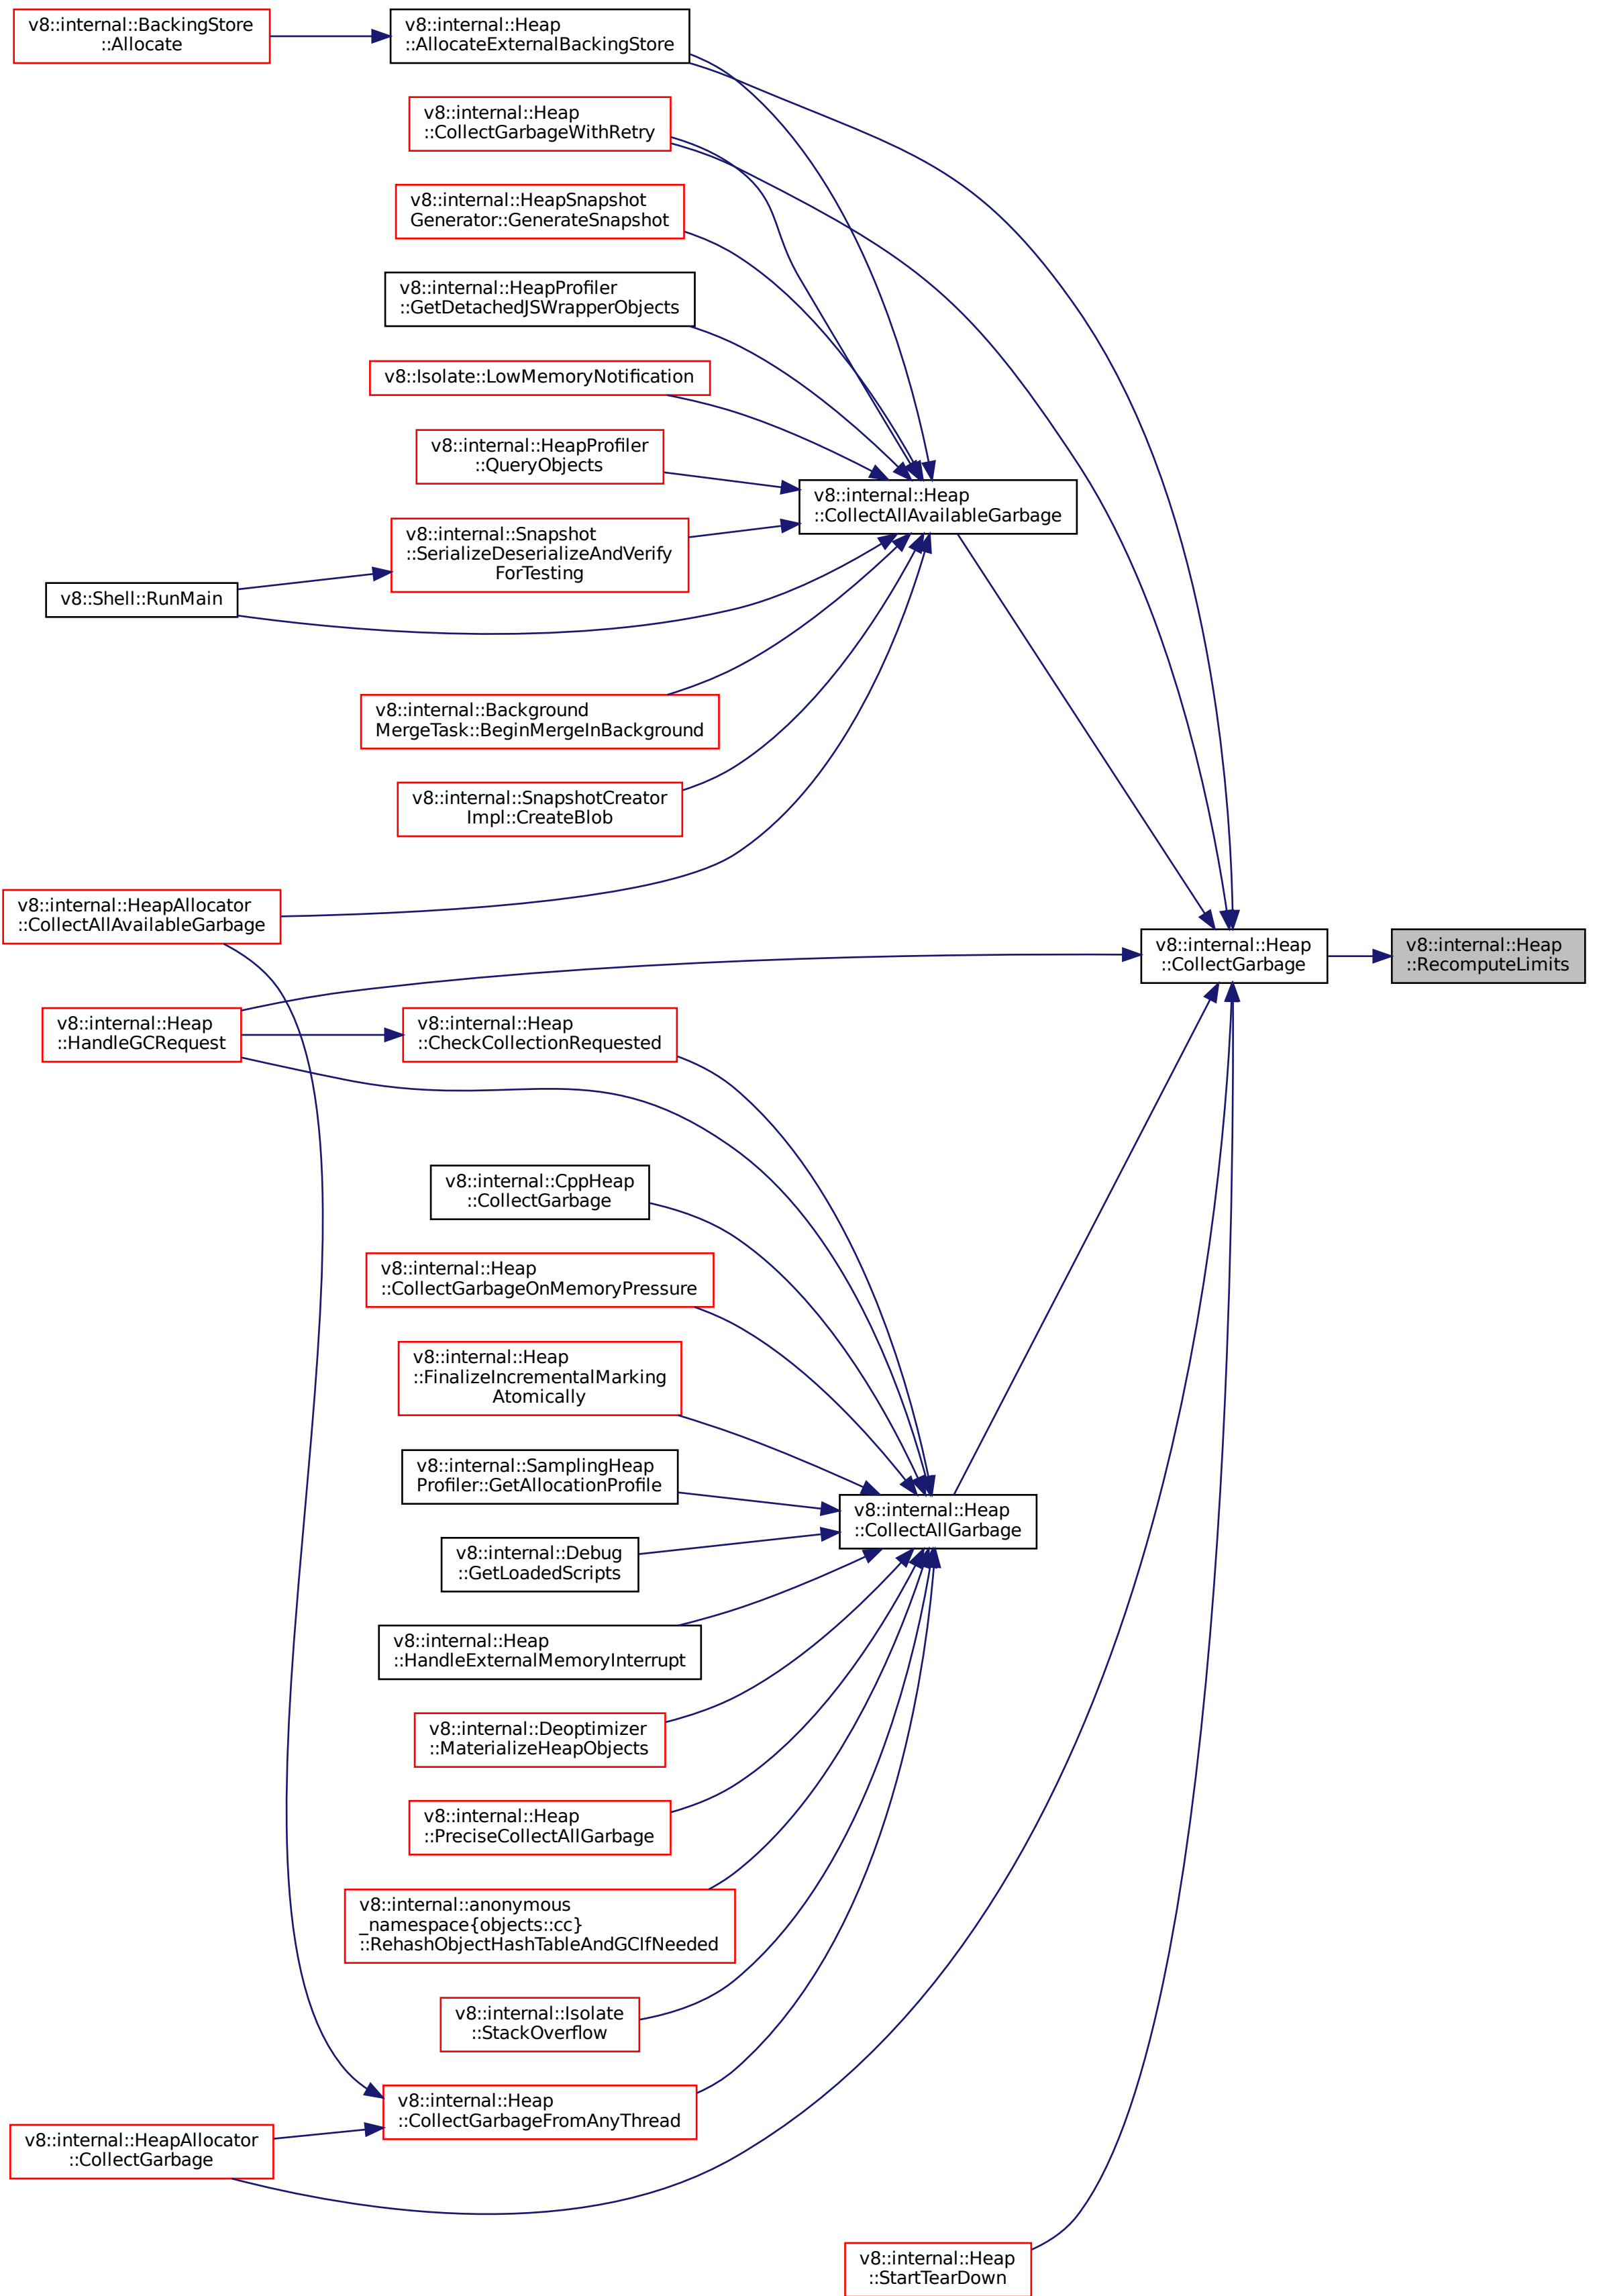 v8::internal::BackingStore
::Allocate
v8::internal::Heap
::AllocateExternalBackingStore
v8::internal::Heap
::CollectGarbageWithRetry
v8::internal::HeapSnapshot
Generator::GenerateSnapshot
v8::internal::HeapProfiler
::GetDetachedJSWrapperObjects
v8::Isolate::LowMemoryNotification
v8::internal::HeapProfiler
::QueryObjects
v8::internal::Heap
::CollectAllAvailableGarbage
v8::internal::Snapshot
::SerializeDeserializeAndVerify
ForTesting
v8::Shell::RunMain
v8::internal::Background
MergeTask::BeginMergeInBackground
v8::internal::SnapshotCreator
Impl::CreateBlob
v8::internal::HeapAllocator
::CollectAllAvailableGarbage
v8::internal::Heap
::CollectGarbage
v8::internal::Heap
::RecomputeLimits
v8::internal::Heap
::HandleGCRequest
v8::internal::Heap
::CheckCollectionRequested
v8::internal::CppHeap
::CollectGarbage
v8::internal::Heap
::CollectGarbageOnMemoryPressure
v8::internal::Heap
::FinalizeIncrementalMarking
Atomically
v8::internal::SamplingHeap
Profiler::GetAllocationProfile
v8::internal::Heap
::CollectAllGarbage
v8::internal::Debug
::GetLoadedScripts
v8::internal::Heap
::HandleExternalMemoryInterrupt
v8::internal::Deoptimizer
::MaterializeHeapObjects
v8::internal::Heap
::PreciseCollectAllGarbage
v8::internal::anonymous
_namespace{objects::cc}
::RehashObjectHashTableAndGCIfNeeded
v8::internal::Isolate
::StackOverflow
v8::internal::Heap
::CollectGarbageFromAnyThread
v8::internal::HeapAllocator
::CollectGarbage
v8::internal::Heap
::StartTearDown